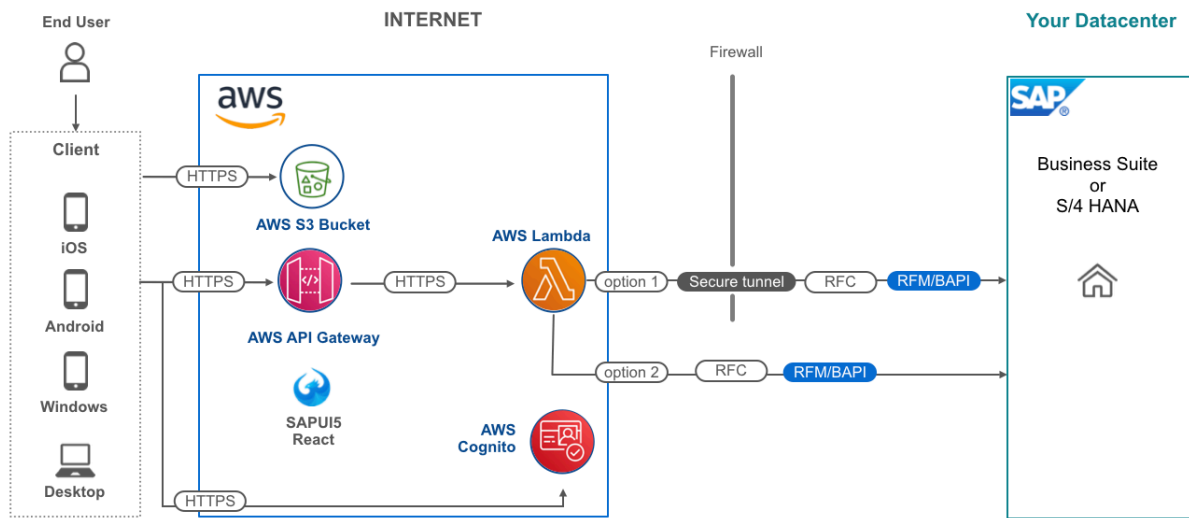 End User
INTERNET
Your Datacenter
Firewall
aws
SAP®
Client
Business Suite
or
S/4 HANA
HTTPS
AWS S3 Bucket
AWS Lambda
iOS
HTTPS
HTTPS
option 1
Secure tunnel
RFC
RFM/BAPI
Android
AWS API Gateway
option 2
RFC
RFM/BAPI
Windows
SAPUI5
React
AWS
Cognito
Desktop
HTTPS